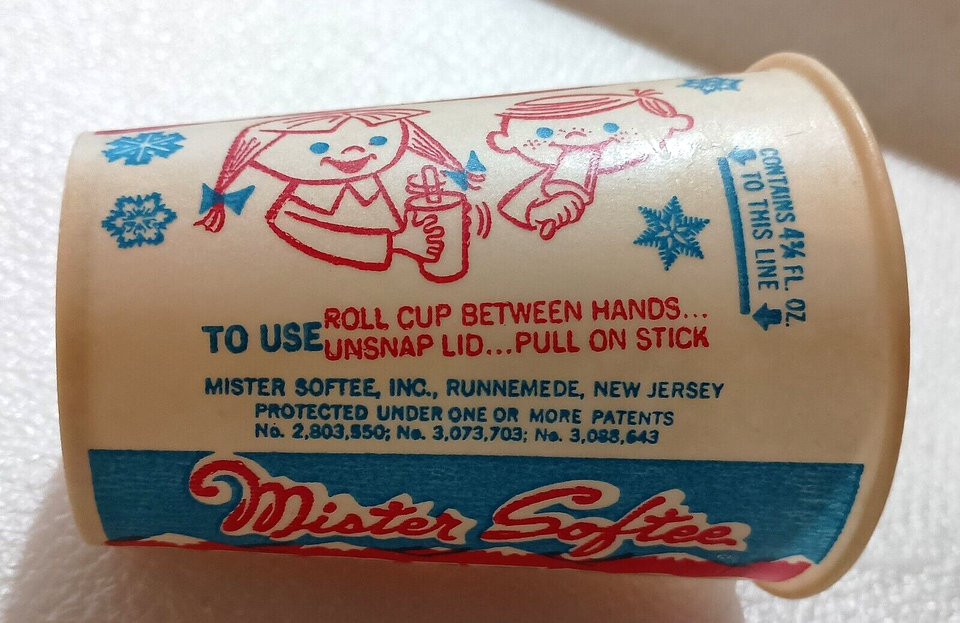 CONTAINS 4¾ FL. OZ.
TO THIS LINE
TO USE
ROLL CUP BETWEEN HANDS...
UNSNAP LID...PULL ON STICK
MISTER SOFTEE, INC., RUNNEMEDE, NEW JERSEY
PROTECTED UNDER ONE OR MORE PATENTS
No. 2,803,550; No. 3,073,703; No. 3,088,643
Mister Softee